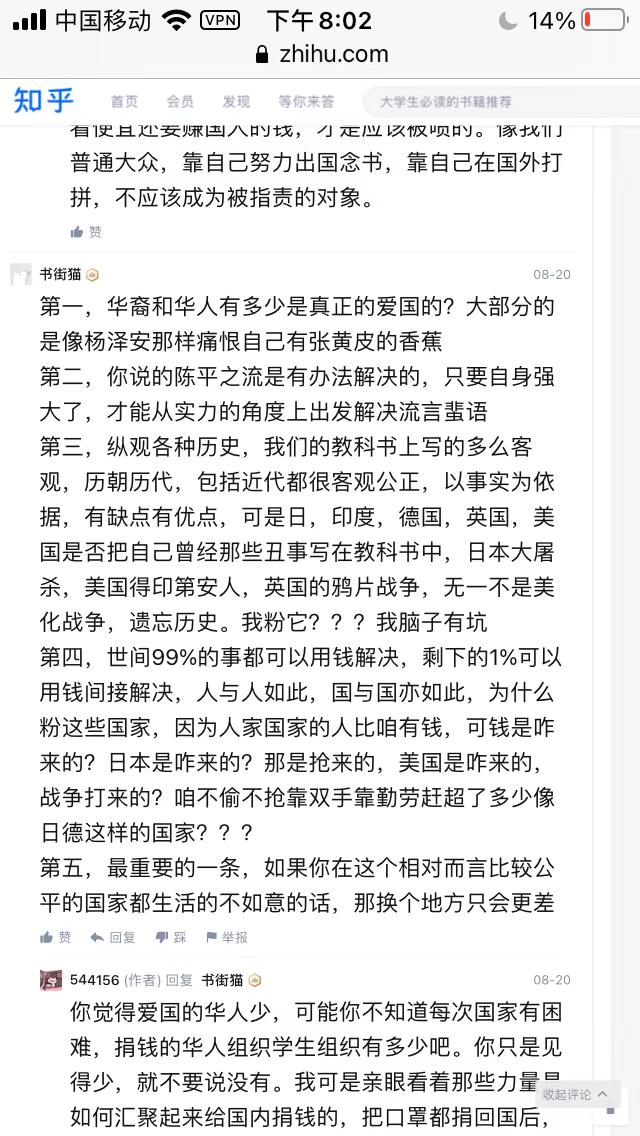 中国移动 VPN 下午8:02 14%
zhihu.com
知乎 首页 会员 发现 等你来答 大学生必读的书籍推荐
看便宜还要赚国人的钱，才是应该被喷的。像我们
普通大众，靠自己努力出国念书，靠自己在国外打
拼，不应该成为被指责的对象。
赞
书街猫 08-20
第一，华裔和华人有多少是真正的爱国的？大部分的
是像杨泽安那样痛恨自己有张黄皮的香蕉
第二，你说的陈平之流是有办法解决的，只要自身强
大了，才能从实力的角度上出发解决流言蜚语
第三，纵观各种历史，我们的教科书上写的多么客
观，历朝历代，包括近代都很客观公正，以事实为依
据，有缺点有优点，可是日，印度，德国，英国，美
国是否把自己曾经那些丑事写在教科书中，日本大屠
杀，美国得印第安人，英国的鸦片战争，无一不是美
化战争，遗忘历史。我粉它？？？我脑子有坑
第四，世间99%的事都可以用钱解决，剩下的1%可以
用钱间接解决，人与人如此，国与国亦如此，为什么
粉这些国家，因为人家国家的人比咱有钱，可钱是咋
来的？日本是咋来的？那是抢来的，美国是咋来的，
战争打来的？咱不偷不抢靠双手靠勤劳赶超了多少像
日德这样的国家？？？
第五，最重要的一条，如果你在这个相对而言比较公
平的国家都生活的不如意的话，那换个地方只会更差
赞 回复 踩 举报
544156 (作者) 回复 书街猫 08-20
你觉得爱国的华人少，可能你不知道每次国家有困
难，捐钱的华人组织学生组织有多少吧。你只是见
得少，就不要说没有。我可是亲眼看着那些力量是
收起评论
如何汇聚起来给国内捐钱的，把口罩都捐回国后，